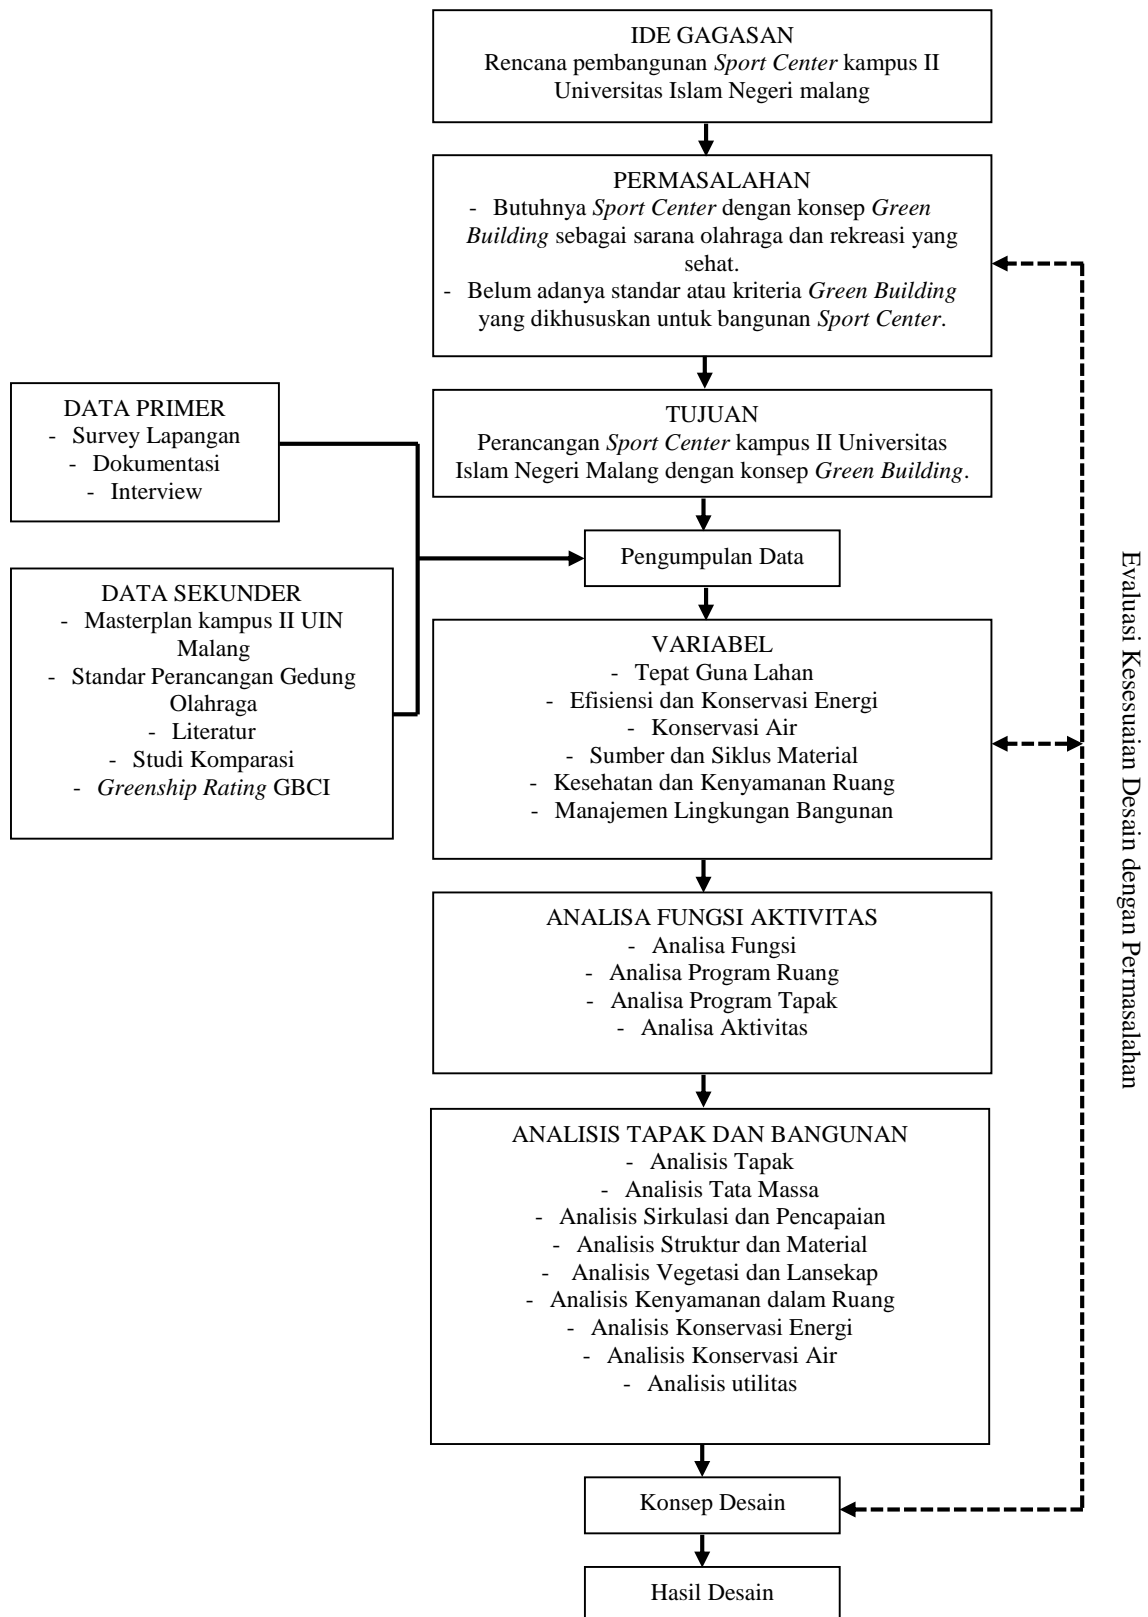 IDE GAGASAN
Rencana pembangunan Sport Center kampus II
Universitas Islam Negeri malang
PERMASALAHAN
- Butuhnya Sport Center dengan konsep Green
Building sebagai sarana olahraga dan rekreasi yang
sehat.
- Belum adanya standar atau kriteria Green Building
yang dikhususkan untuk bangunan Sport Center.
TUJUAN
Perancangan Sport Center kampus II Universitas
Islam Negeri Malang dengan konsep Green Building.
DATA PRIMER
- Survey Lapangan
- Dokumentasi
- Interview
Pengumpulan Data
DATA SEKUNDER
- Masterplan kampus II UIN
Malang
- Standar Perancangan Gedung
Olahraga
- Literatur
- Studi Komparasi
- Greenship Rating GBCI
VARIABEL
- Tepat Guna Lahan
- Efisiensi dan Konservasi Energi
- Konservasi Air
- Sumber dan Siklus Material
- Kesehatan dan Kenyamanan Ruang
- Manajemen Lingkungan Bangunan
ANALISA FUNGSI AKTIVITAS
- Analisa Fungsi
- Analisa Program Ruang
- Analisa Program Tapak
- Analisa Aktivitas
ANALISIS TAPAK DAN BANGUNAN
- Analisis Tapak
- Analisis Tata Massa
- Analisis Sirkulasi dan Pencapaian
- Analisis Struktur dan Material
- Analisis Vegetasi dan Lansekap
- Analisis Kenyamanan dalam Ruang
- Analisis Konservasi Energi
- Analisis Konservasi Air
- Analisis utilitas
Konsep Desain
Hasil Desain
Evaluasi Kesesuaian Desain dengan Permasalahan